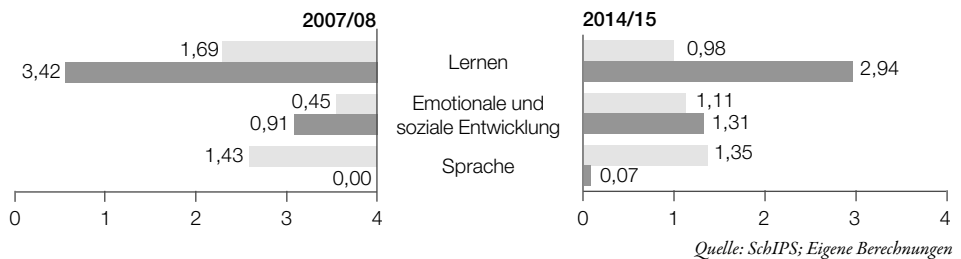 2007/08
2014/15
1,69
3,42
Lernen
0,98
2,94
0,45
0,91
Emotionale und
soziale Entwicklung
1,11
1,31
1,43
0,00
Sprache
1,35
0,07
0 1 2 3 4
0 1 2 3 4
Quelle: SchIPS; Eigene Berechnungen